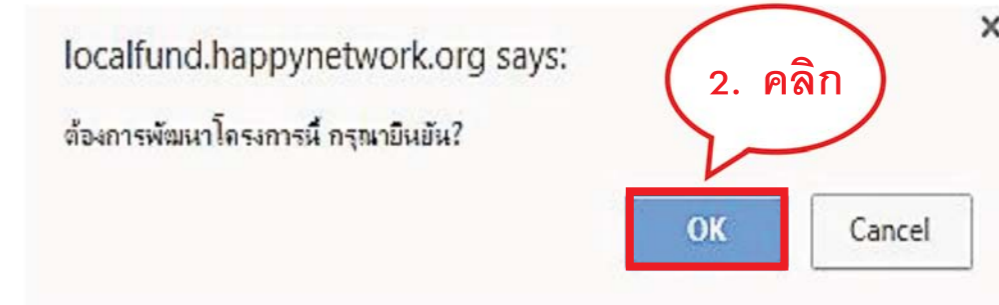 localfund.happynetwork.org says:
x
2. คลิก
ต้องการพัฒนาโครงการนี้ กรุณายืนยัน?
OK
Cancel